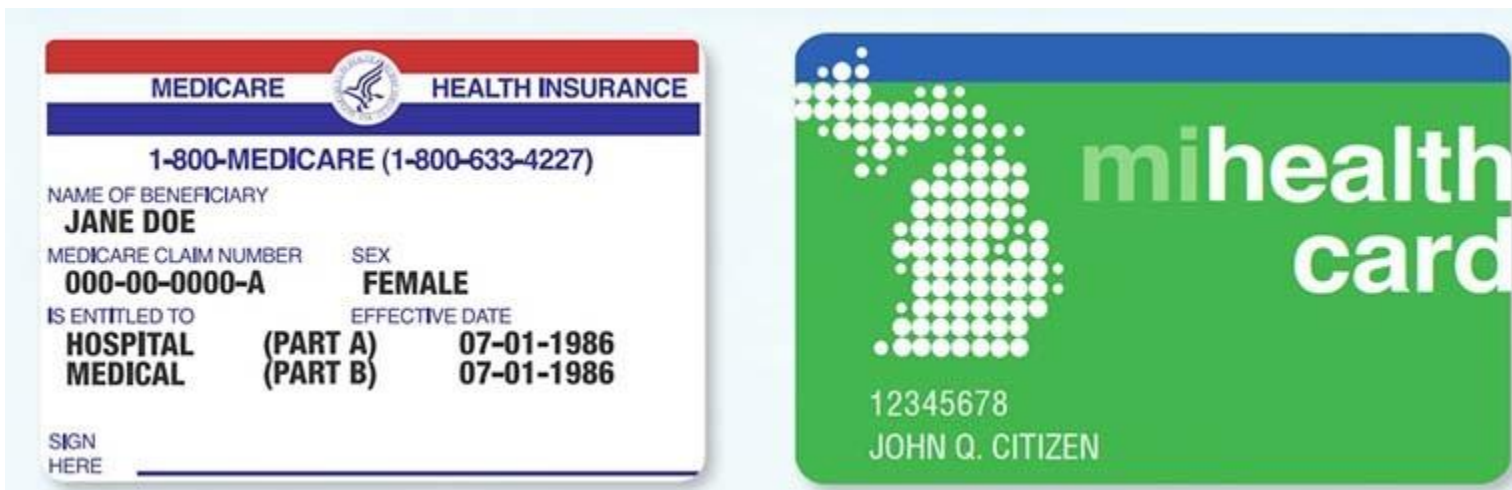 MEDICARE HEALTH INSURANCE
1-800-MEDICARE (1-800-633-4227)
NAME OF BENEFICIARY
JANE DOE
MEDICARE CLAIM NUMBER SEX
000-00-0000-A FEMALE
IS ENTITLED TO EFFECTIVE DATE
HOSPITAL (PART A) 07-01-1986
MEDICAL (PART B) 07-01-1986
SIGN
HERE
mihealth
card
12345678
JOHN Q. CITIZEN